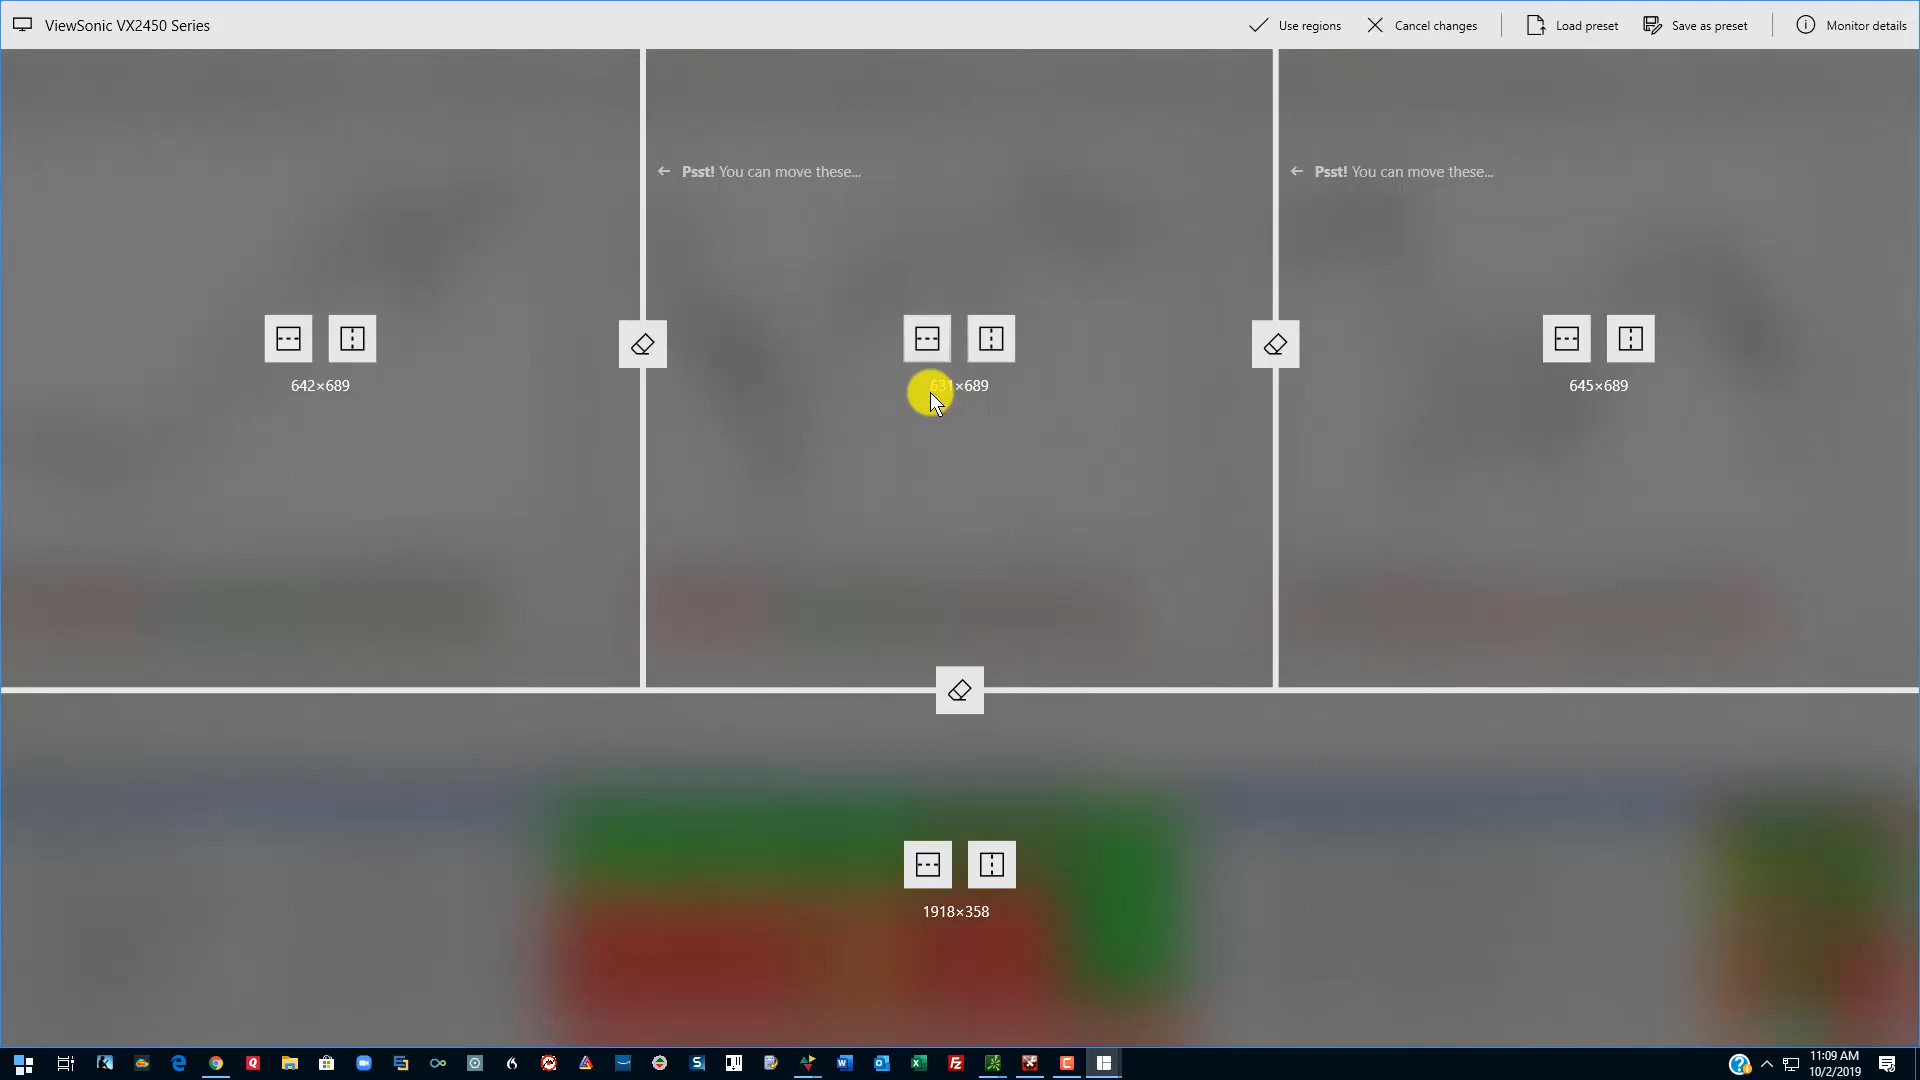 ViewSonic VX2450 Series
Use regions
Cancel changes
Load preset
Save as preset
Monitor details
← Psst! You can move these...
← Psst! You can move these...
642×689
631×689
645×689
1918×358
11:09 AM
10/2/2019